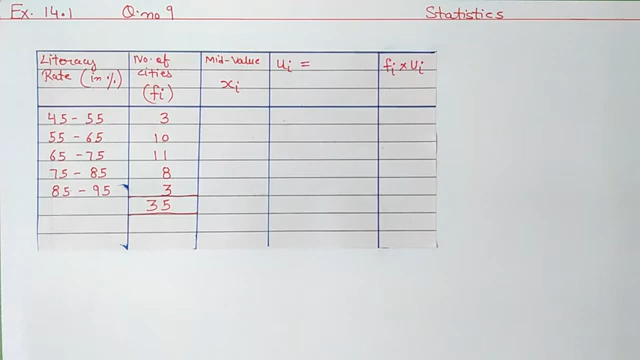 Ex. 14.1 Q.no 9 Statistics
Literacy Rate (in %) No. of cities (fi) Mid-Value xi ui = fi × ui
45 - 55 3
55 - 65 10
65 - 75 11
75 - 85 8
85 - 95 3
35